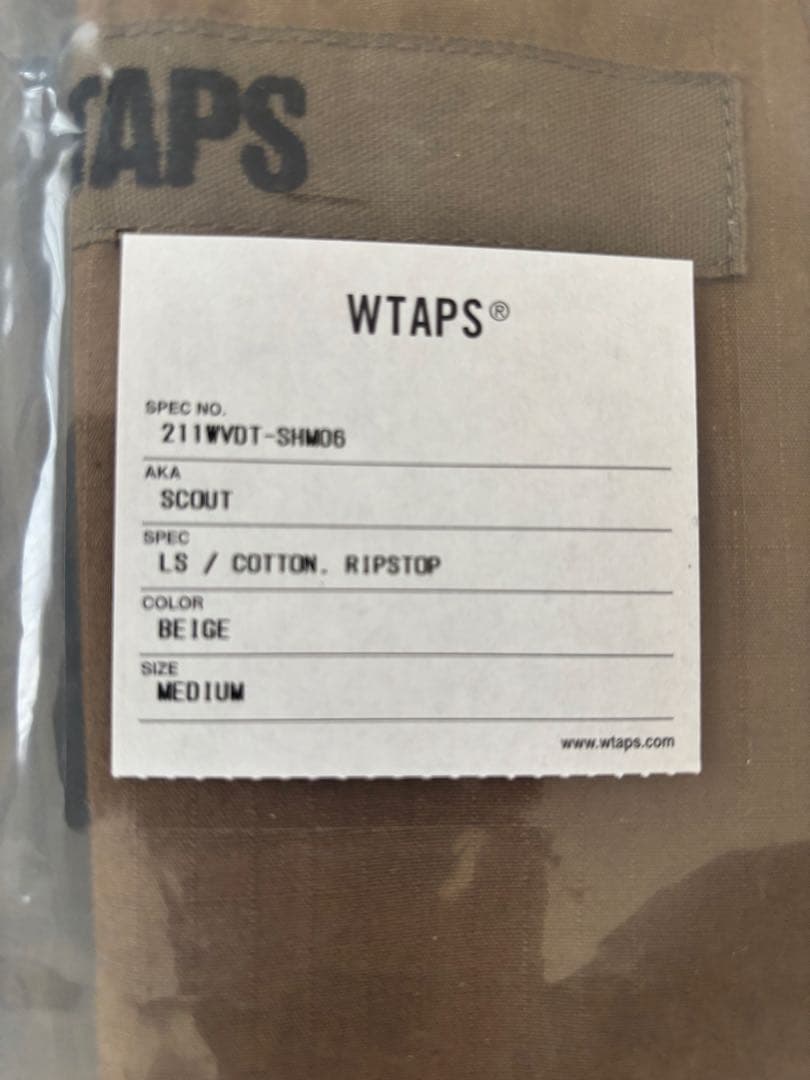 TAPS
WTAPS®
SPEC NO.
211WVDT-SHM06
AKA
SCOUT
SPEC
LS / COTTON. RIPSTOP
COLOR
BEIGE
SIZE
MEDIUM
www.wtaps.com